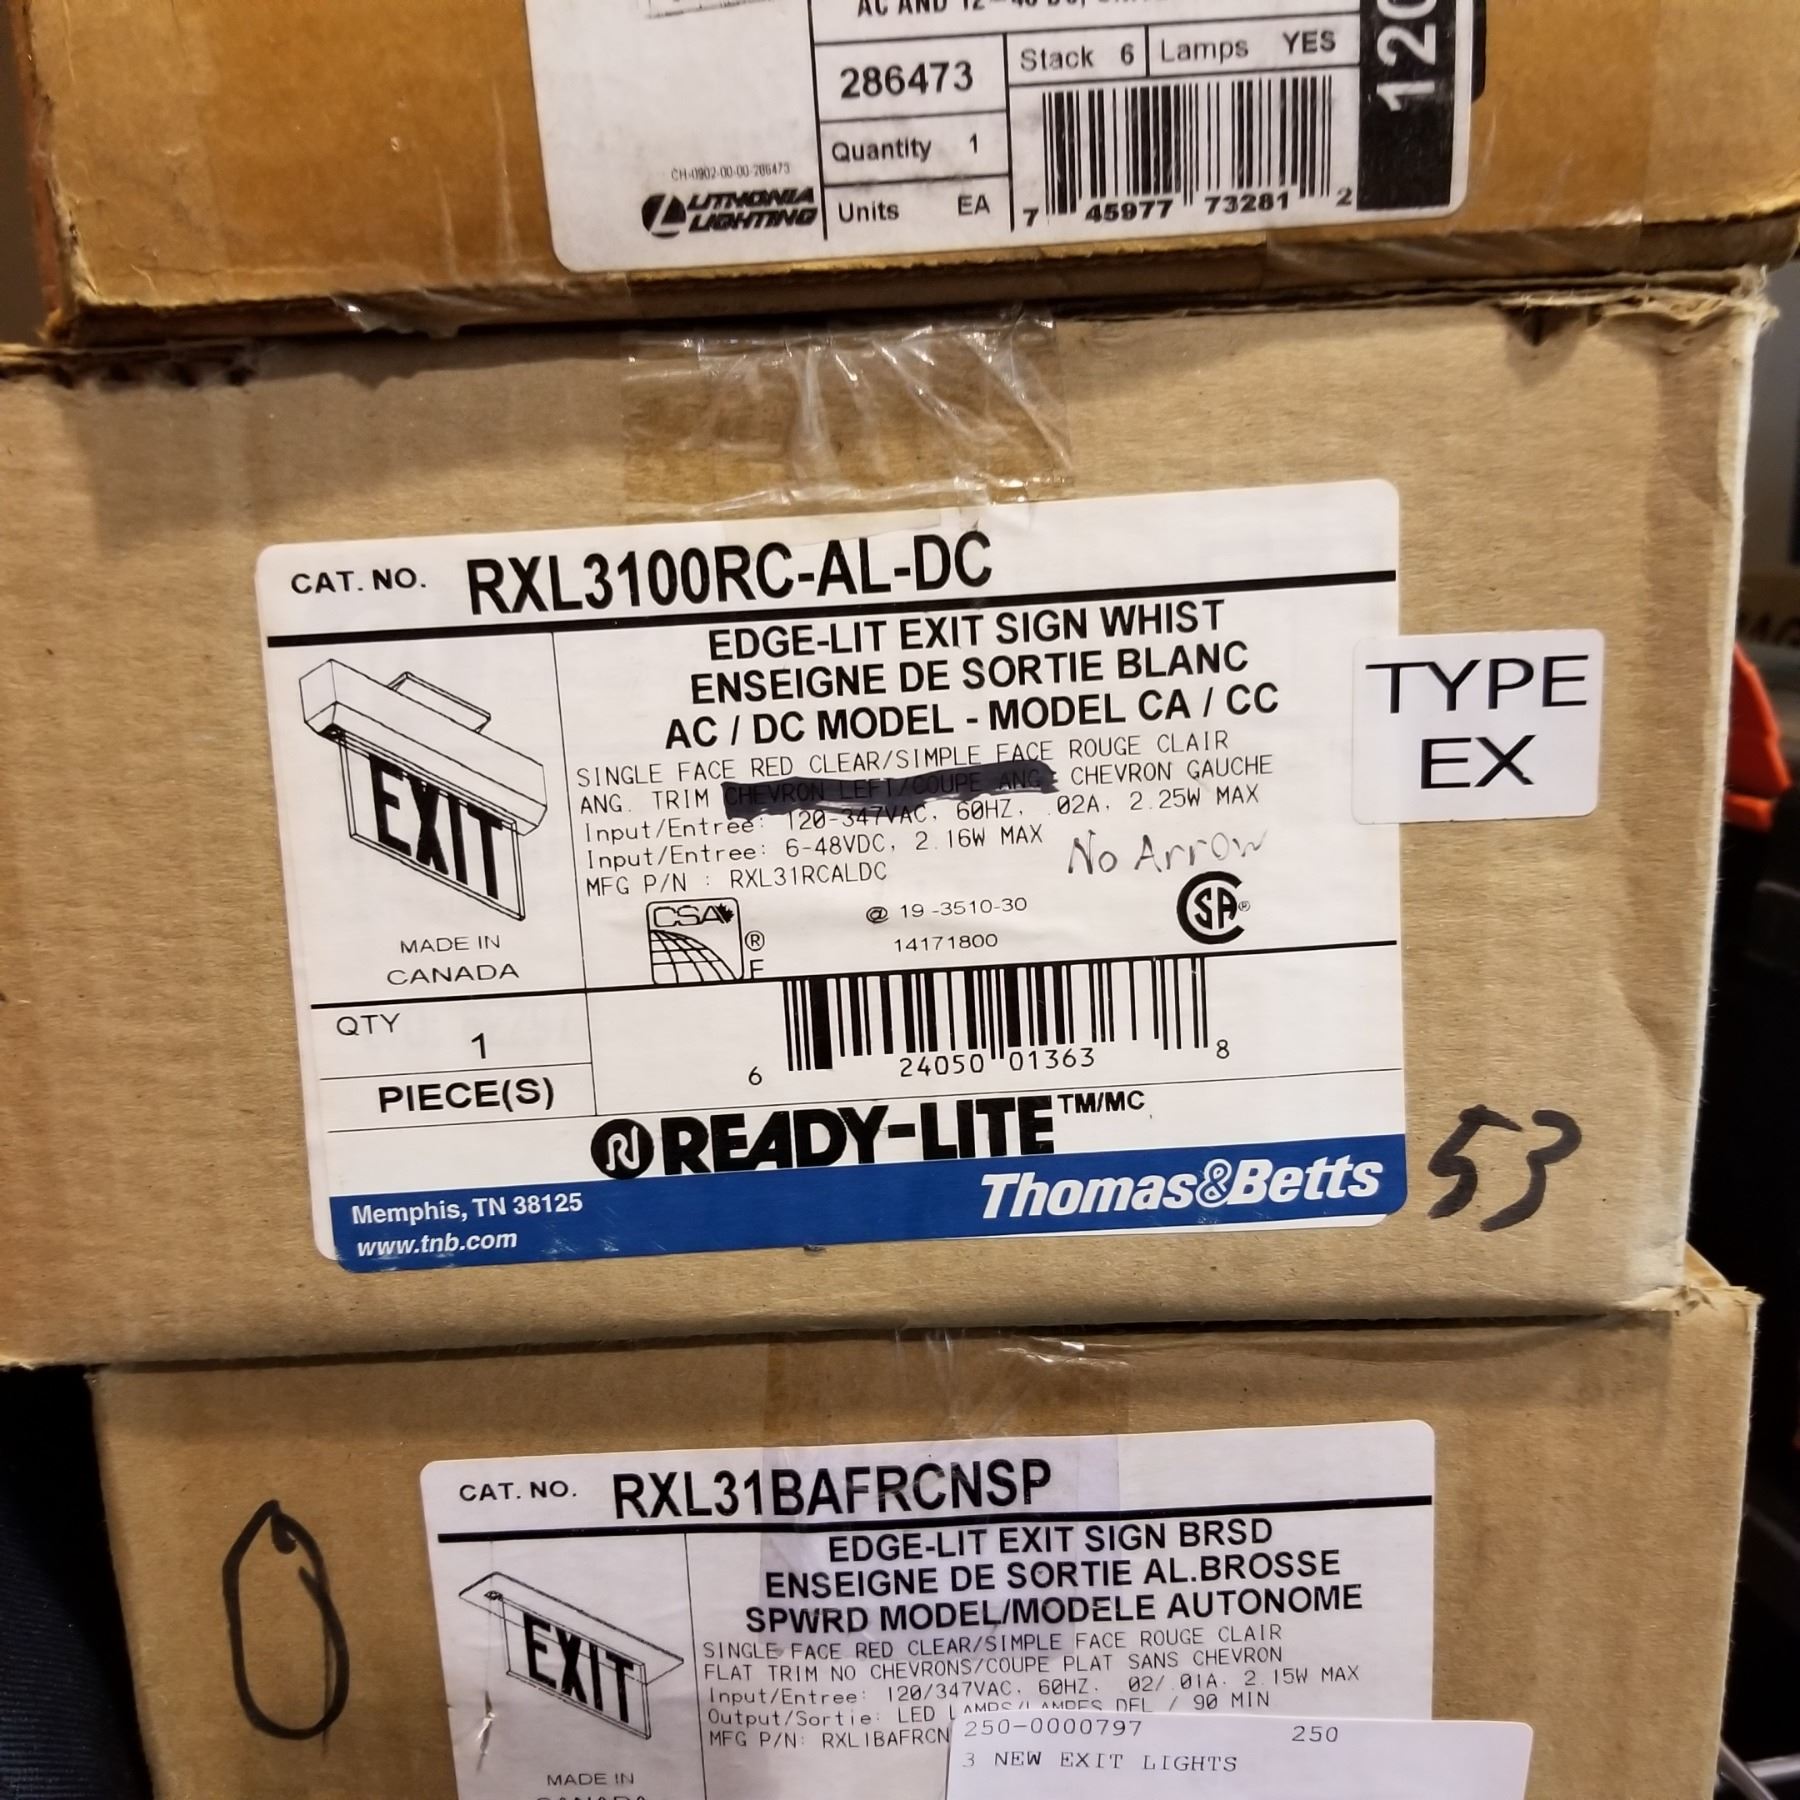 286473
Stack 6 Lamps YES
120
Quantity 1
CH-0902-00-00-286473
LITHONIA
LIGHTING
Units EA
7 45977 73281 2
CAT. NO. RXL3100RC-AL-DC
EDGE-LIT EXIT SIGN WHIST
ENSEIGNE DE SORTIE BLANC
AC / DC MODEL - MODEL CA / CC
SINGLE FACE RED CLEAR/SIMPLE FACE ROUGE CLAIR
ANG. TRIM CHEVRON LEFT/COUPE ANG. CHEVRON GAUCHE
Input/Entree: 120-347VAC, 60HZ, .02A, 2.25W MAX
Input/Entree: 6-48VDC, 2.16W MAX
No Arrow
MFG P/N : RXL31RCALDC
EXIT
CSA
®
F
@ 19-3510-30
14171800
SA®
MADE IN
CANADA
QTY
1
PIECE(S)
6 24050 01363 8
READY-LITE TM/MC
Memphis, TN 38125
www.tnb.com
Thomas&Betts
TYPE
EX
53
0
CAT. NO. RXL31BAFRCNSP
EDGE-LIT EXIT SIGN BRSD
ENSEIGNE DE SORTIE AL.BROSSE
SPWRD MODEL/MODELE AUTONOME
SINGLE FACE RED CLEAR/SIMPLE FACE ROUGE CLAIR
FLAT TRIM NO CHEVRONS/COUPE PLAT SANS CHEVRON
Input/Entree: 120/347VAC, 60HZ. .02/.01A. 2.15W MAX
Output/Sortie: LED LAMPS/LAMPES DEL / 90 MIN
MFG P/N: RXL1BAFRCN
EXIT
MADE IN
250-0000797 250
3 NEW EXIT LIGHTS